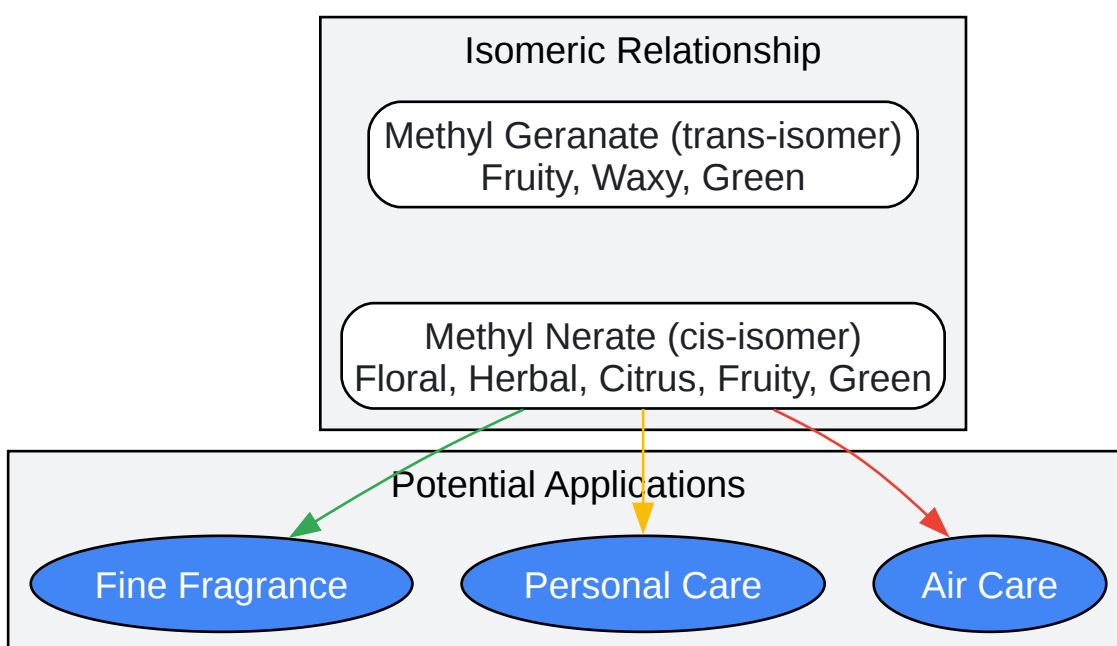 Isomeric Relationship
Methyl Geranate (trans-isomer)
Fruity, Waxy, Green
Methyl Nerate (cis-isomer)
Floral, Herbal, Citrus, Fruity, Green
Potential Applications
Fine Fragrance
Personal Care
Air Care